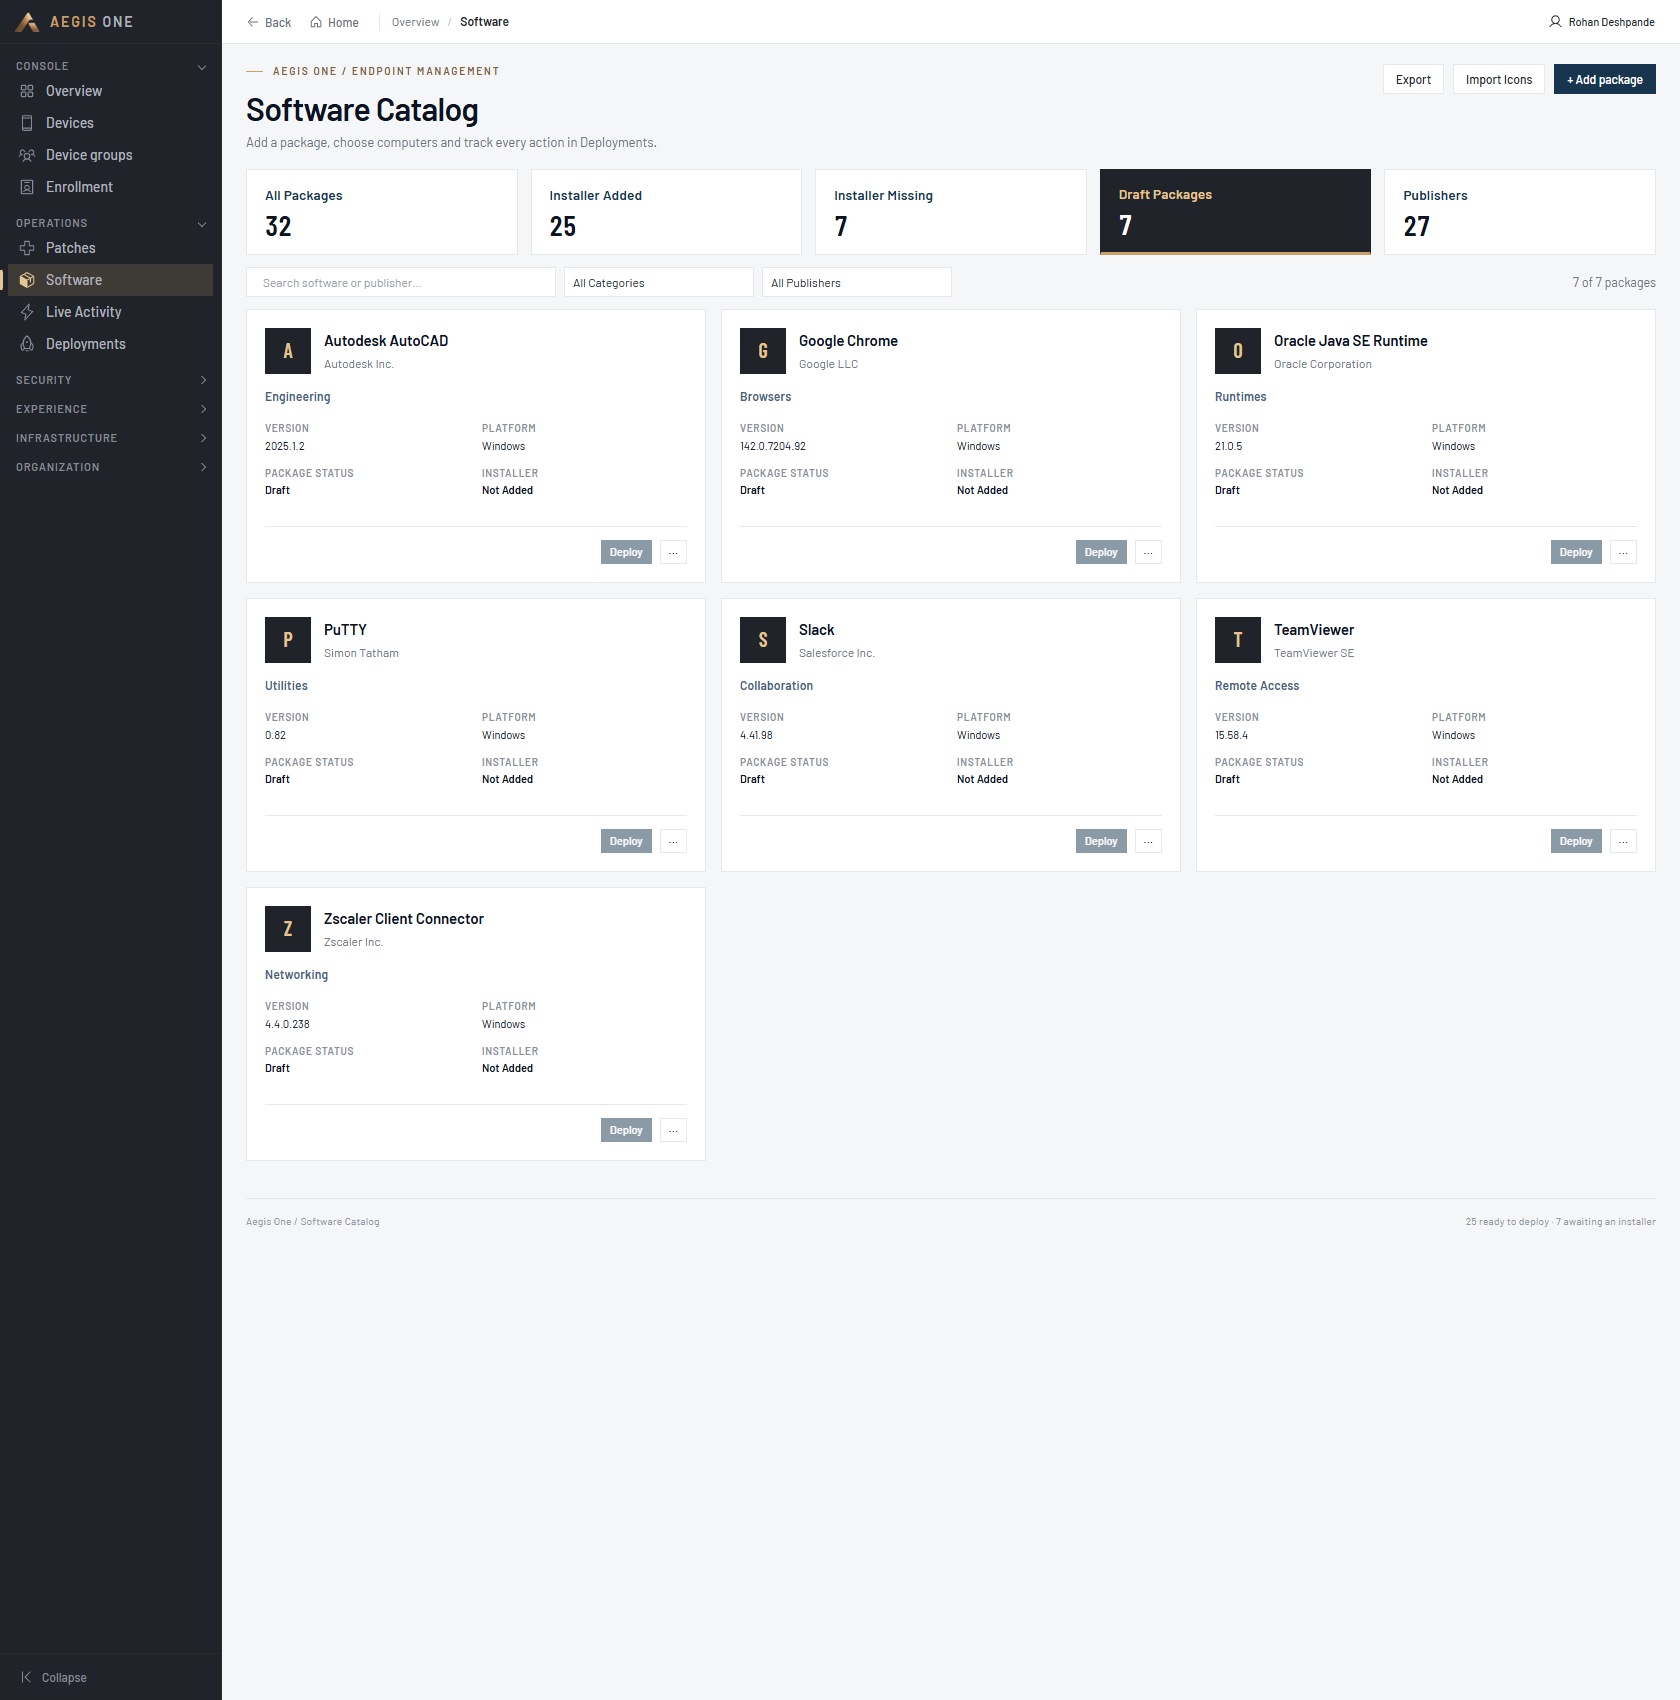 AEGIS ONE
CONSOLE
Overview
Devices
Device groups
Enrollment
OPERATIONS
Patches
Software
Live Activity
Deployments
SECURITY
EXPERIENCE
INFRASTRUCTURE
ORGANIZATION
Collapse
Back Home Overview / Software
Rohan Deshpande
AEGIS ONE / ENDPOINT MANAGEMENT
Software Catalog
Add a package, choose computers and track every action in Deployments.
Export Import Icons + Add package
All Packages
32
Installer Added
25
Installer Missing
7
Draft Packages
7
Publishers
27
Search software or publisher... All Categories All Publishers 7 of 7 packages
A
Autodesk AutoCAD
Autodesk Inc.
Engineering
VERSION PLATFORM
2025.1.2 Windows
PACKAGE STATUS INSTALLER
Draft Not Added
Deploy ...
G
Google Chrome
Google LLC
Browsers
VERSION PLATFORM
142.0.7204.92 Windows
PACKAGE STATUS INSTALLER
Draft Not Added
Deploy ...
O
Oracle Java SE Runtime
Oracle Corporation
Runtimes
VERSION PLATFORM
21.0.5 Windows
PACKAGE STATUS INSTALLER
Draft Not Added
Deploy ...
P
PuTTY
Simon Tatham
Utilities
VERSION PLATFORM
0.82 Windows
PACKAGE STATUS INSTALLER
Draft Not Added
Deploy ...
S
Slack
Salesforce Inc.
Collaboration
VERSION PLATFORM
4.41.98 Windows
PACKAGE STATUS INSTALLER
Draft Not Added
Deploy ...
T
TeamViewer
TeamViewer SE
Remote Access
VERSION PLATFORM
15.58.4 Windows
PACKAGE STATUS INSTALLER
Draft Not Added
Deploy ...
Z
Zscaler Client Connector
Zscaler Inc.
Networking
VERSION PLATFORM
4.4.0.238 Windows
PACKAGE STATUS INSTALLER
Draft Not Added
Deploy ...
Aegis One / Software Catalog
25 ready to deploy · 7 awaiting an installer